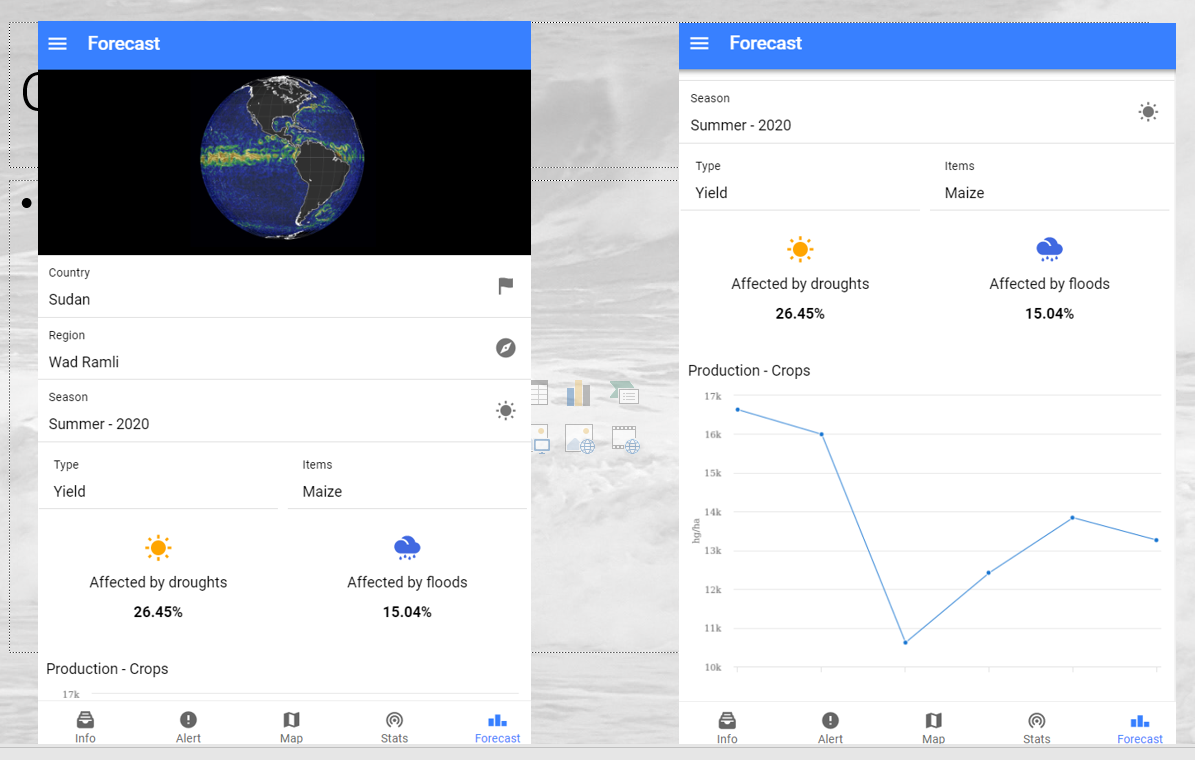 Forecast
Country
Sudan
Region
Wad Ramli
Season
Summer - 2020
Type
Items
Yield
Maize
Affected by droughts
Affected by floods
26.45%
15.04%
Production - Crops
17k
Info
Alert
Map
Stats
Forecast
Forecast
Season
Summer - 2020
Type
Items
Yield
Maize
Affected by droughts
Affected by floods
26.45%
15.04%
Production - Crops
17k
16k
15k
14k
hg/ha
13k
12k
11k
10k
Info
Alert
Map
Stats
Forecast